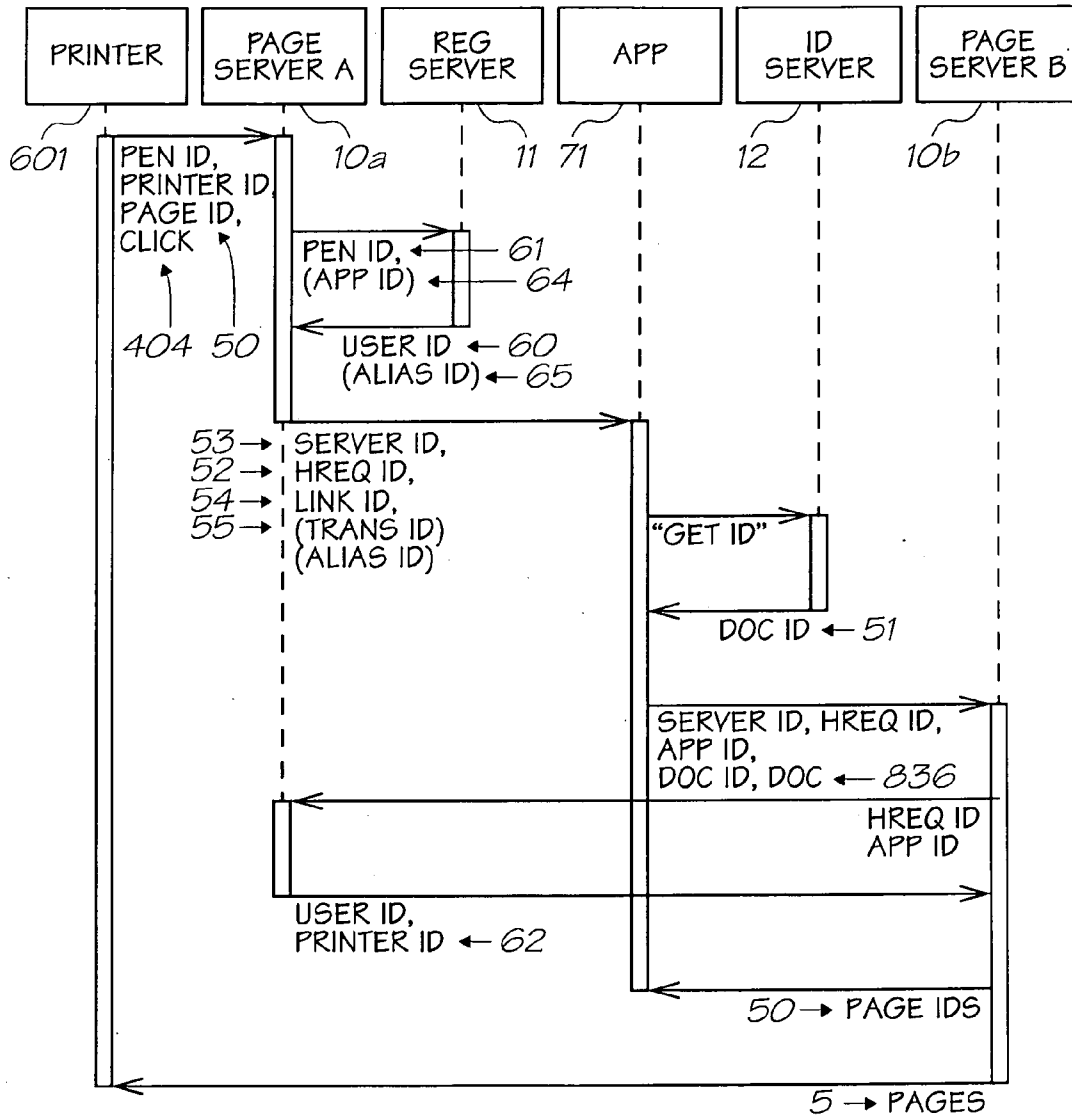 PRINTER
PAGE
SERVER A
REG
SERVER
APP
ID
SERVER
PAGE
SERVER B
601
10a
11
71
12
10b
PEN ID,
PRINTER ID,
PAGE ID,
CLICK
404
50
PEN ID, 61
(APP ID) 64
USER ID 60
(ALIAS ID) 65
53 SERVER ID,
52 HREQ ID,
54 LINK ID,
55 (TRANS ID)
(ALIAS ID)
"GET ID"
DOC ID 51
SERVER ID, HREQ ID,
APP ID,
DOC ID, DOC 836
HREQ ID
APP ID
USER ID,
PRINTER ID 62
50 PAGE IDS
5 PAGES